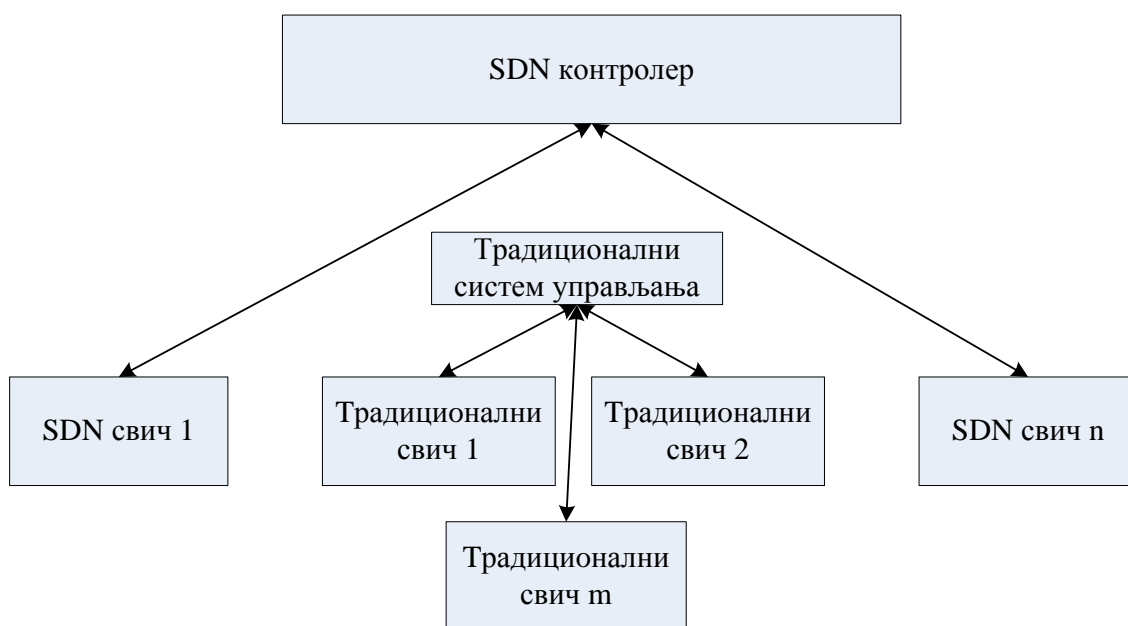 SDN контролер
Традиционални
систем управљања
SDN свич 1
Традиционални
свич 1
Традиционални
свич 2
SDN свич n
Традиционални
свич m